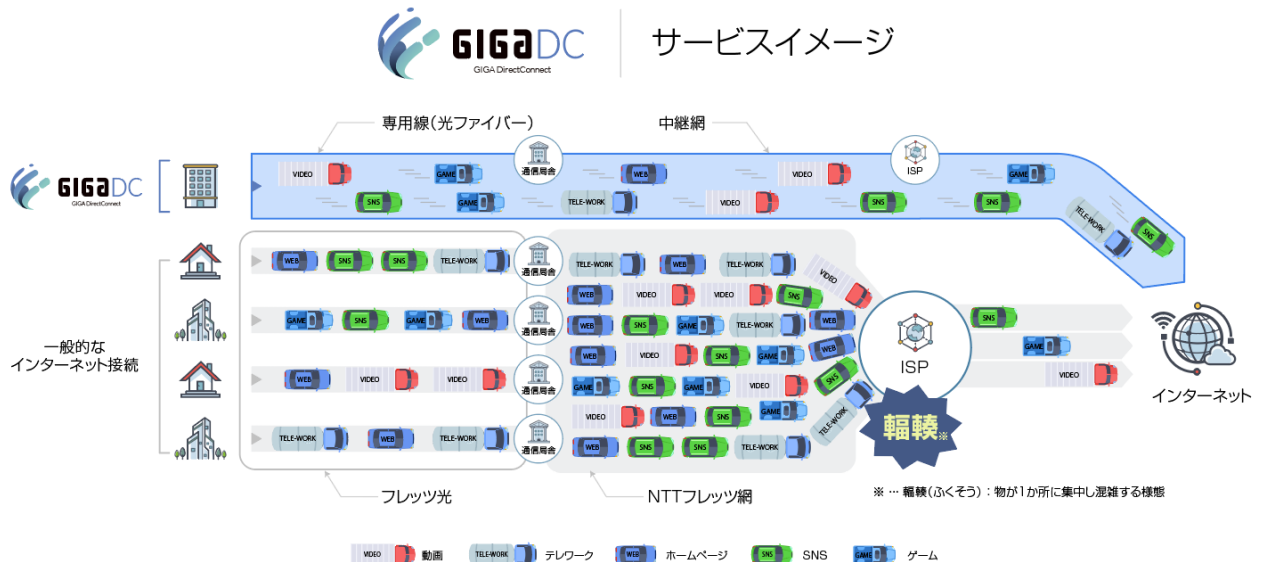 GIGADC
GIGA DirectConnect
サービスイメージ
専用線(光ファイバー)
中継網
GIGADC
GIGA DirectConnect
通信局舎
ISP
VIDEO
GAME
WEB
VIDEO
GAME
SNS
GAME
TELE-WORK
VIDEO
SNS
SNS
TELE-WORK
SNS
一般的な
インターネット接続
WEB
SNS
SNS
TELE-WORK
通信局舎
GAME
SNS
GAME
WEB
通信局舎
WEB
VIDEO
VIDEO
通信局舎
TELE-WORK
WEB
TELE-WORK
通信局舎
TELE-WORK
WEB
TELE-WORK
VIDEO
WEB
VIDEO
VIDEO
SNS
WEB
SNS
GAME
TELE-WORK
WEB
WEB
VIDEO
SNS
GAME
WEB
GAME
SNS
GAME
VIDEO
SNS
VIDEO
WEB
SNS
GAME
TELE-WORK
WEB
SNS
SNS
TELE-WORK
ISP
輻輳※
SNS
GAME
VIDEO
インターネット
フレッツ光
NTTフレッツ網
※ … 輻輳(ふくそう) : 物が1か所に集中し混雑する様態
VIDEO 動画
TELE-WORK テレワーク
WEB ホームページ
SNS SNS
GAME ゲーム